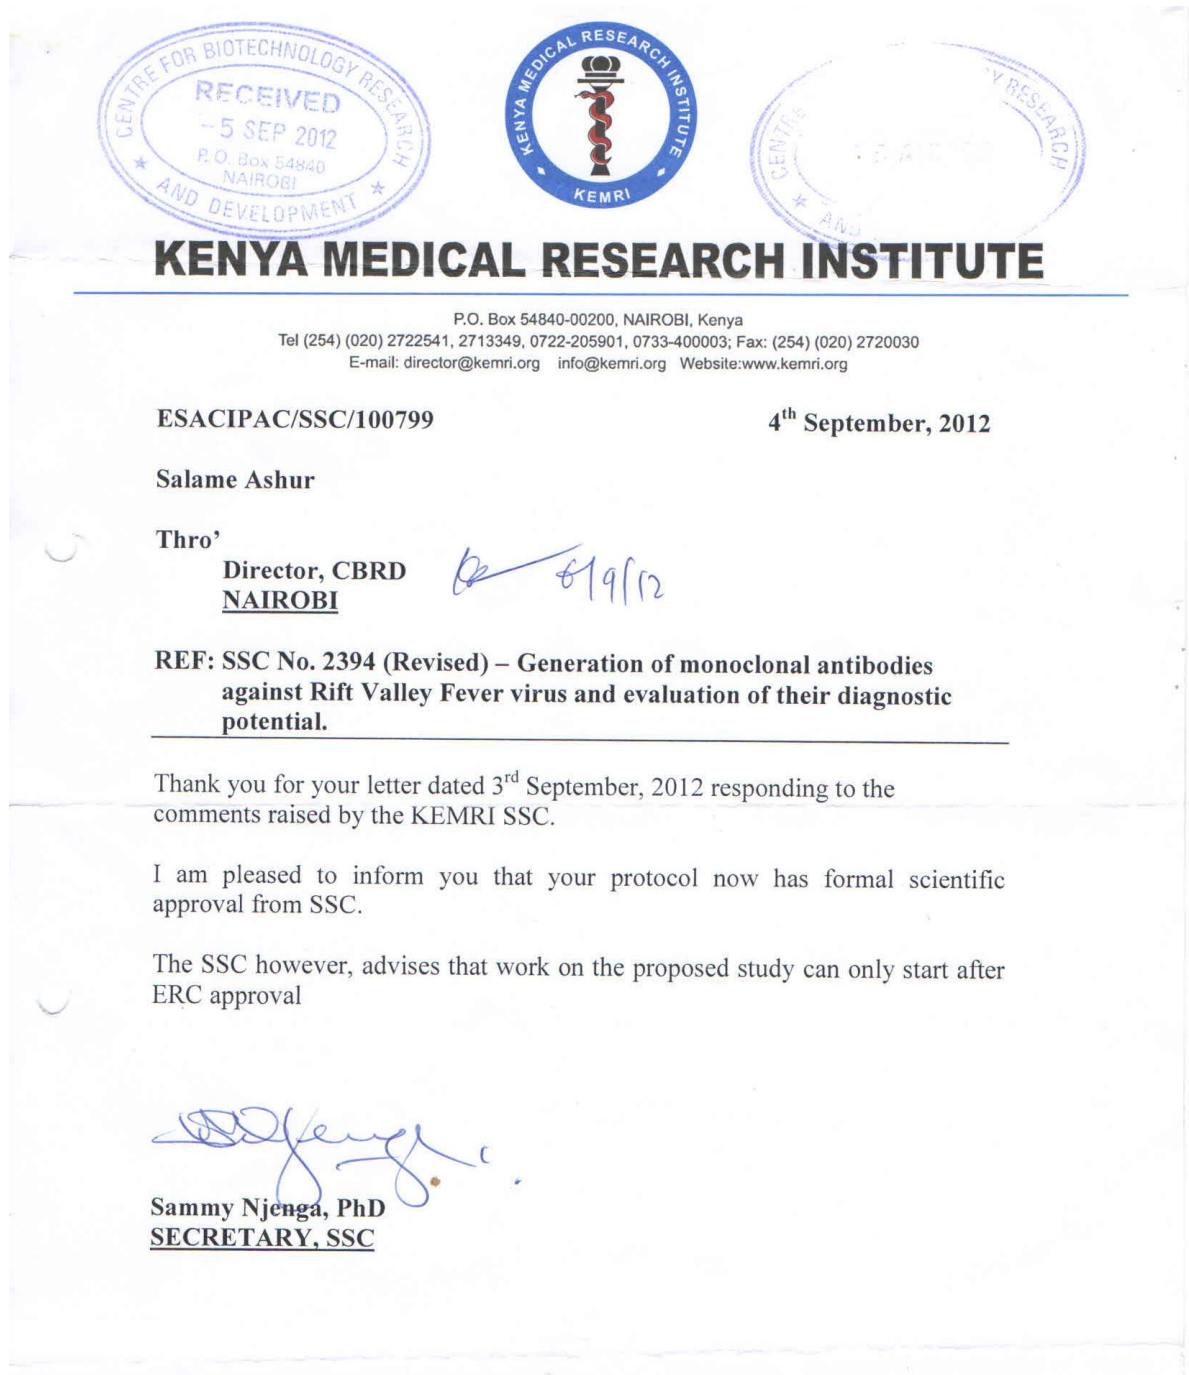 CENTRE FOR BIOTECHNOLOGY RESEARCH
RECEIVED
-5 SEP 2012
P.O. Box 54840
NAIROBI
* AND DEVELOPMENT *
KENYA MEDICAL RESEARCH INSTITUTE
KEMRI
CENTRE
Y RESEARCH
* AND
KENYA MEDICAL RESEARCH INSTITUTE
P.O. Box 54840-00200, NAIROBI, Kenya
Tel (254) (020) 2722541, 2713349, 0722-205901, 0733-400003; Fax: (254) (020) 2720030
E-mail: director@kemri.org info@kemri.org Website:www.kemri.org
ESACIPAC/SSC/100799 4th September, 2012
Salame Ashur
Thro’
Director, CBRD 6/9/12
NAIROBI
REF: SSC No. 2394 (Revised) – Generation of monoclonal antibodies
against Rift Valley Fever virus and evaluation of their diagnostic
potential.
Thank you for your letter dated 3rd September, 2012 responding to the
comments raised by the KEMRI SSC.
I am pleased to inform you that your protocol now has formal scientific
approval from SSC.
The SSC however, advises that work on the proposed study can only start after
ERC approval
Sammy Njenga, PhD
SECRETARY, SSC